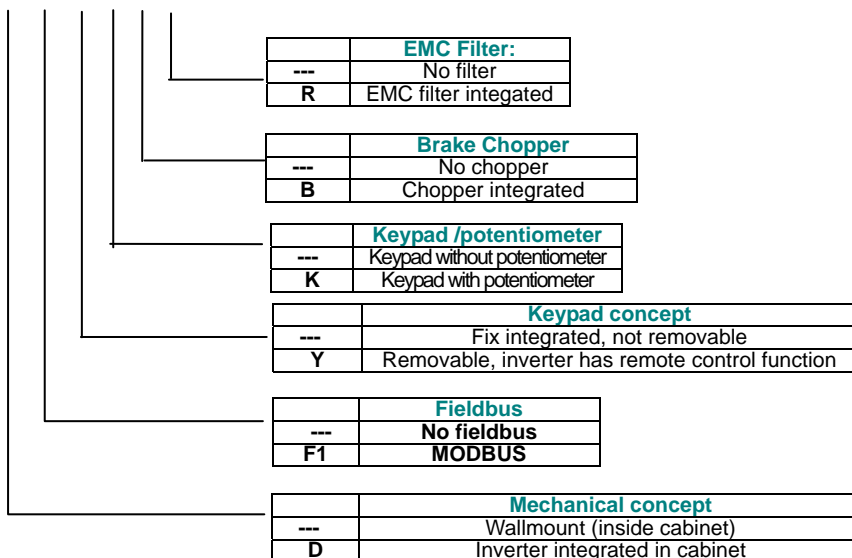 EMC Filter:
--- No filter
R EMC filter integated
Brake Chopper
--- No chopper
B Chopper integrated
Keypad /potentiometer
--- Keypad without potentiometer
K Keypad with potentiometer
Keypad concept
--- Fix integrated, not removable
Y Removable, inverter has remote control function
Fieldbus
--- No fieldbus
F1 MODBUS
Mechanical concept
--- Wallmount (inside cabinet)
D Inverter integrated in cabinet